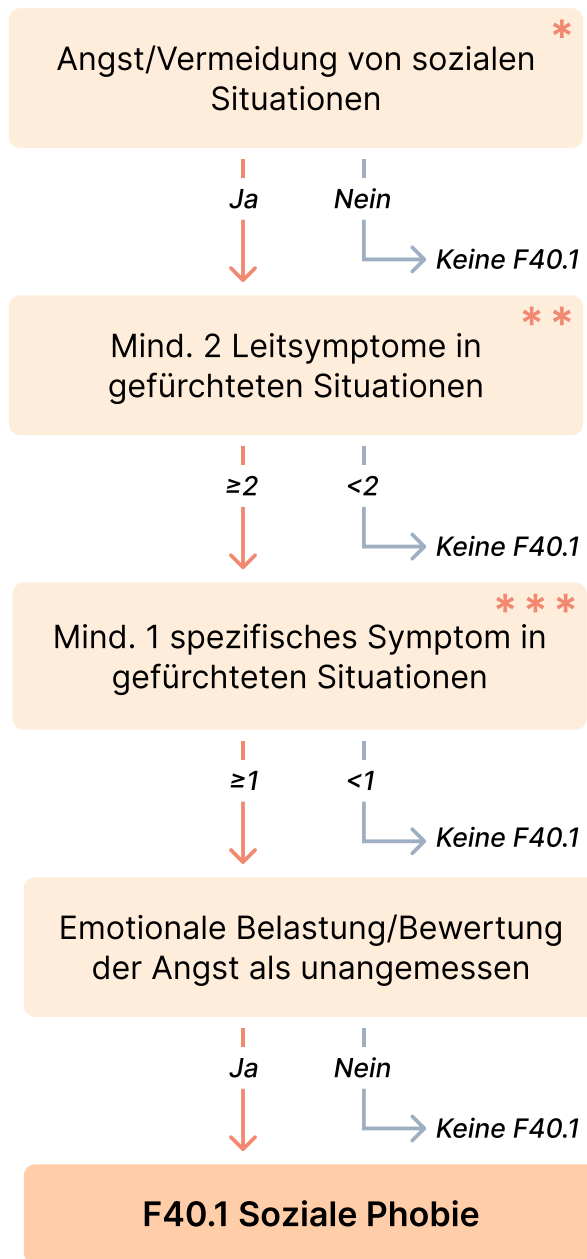 *
Angst/Vermeidung von sozialen
Situationen
Ja Nein
Keine F40.1
* *
Mind. 2 Leitsymptome in
gefürchteten Situationen
≥2 <2
Keine F40.1
* * *
Mind. 1 spezifisches Symptom in
gefürchteten Situationen
≥1 <1
Keine F40.1
Emotionale Belastung/Bewertung
der Angst als unangemessen
Ja Nein
Keine F40.1
F40.1 Soziale Phobie